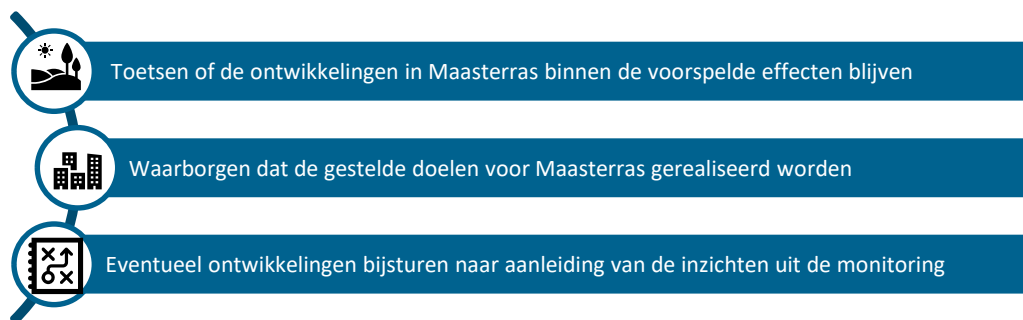 Toetsen of de ontwikkelingen in Maasterras binnen de voorspelde effecten blijven
Waarborgen dat de gestelde doelen voor Maasterras gerealiseerd worden
Eventueel ontwikkelingen bijsturen naar aanleiding van de inzichten uit de monitoring